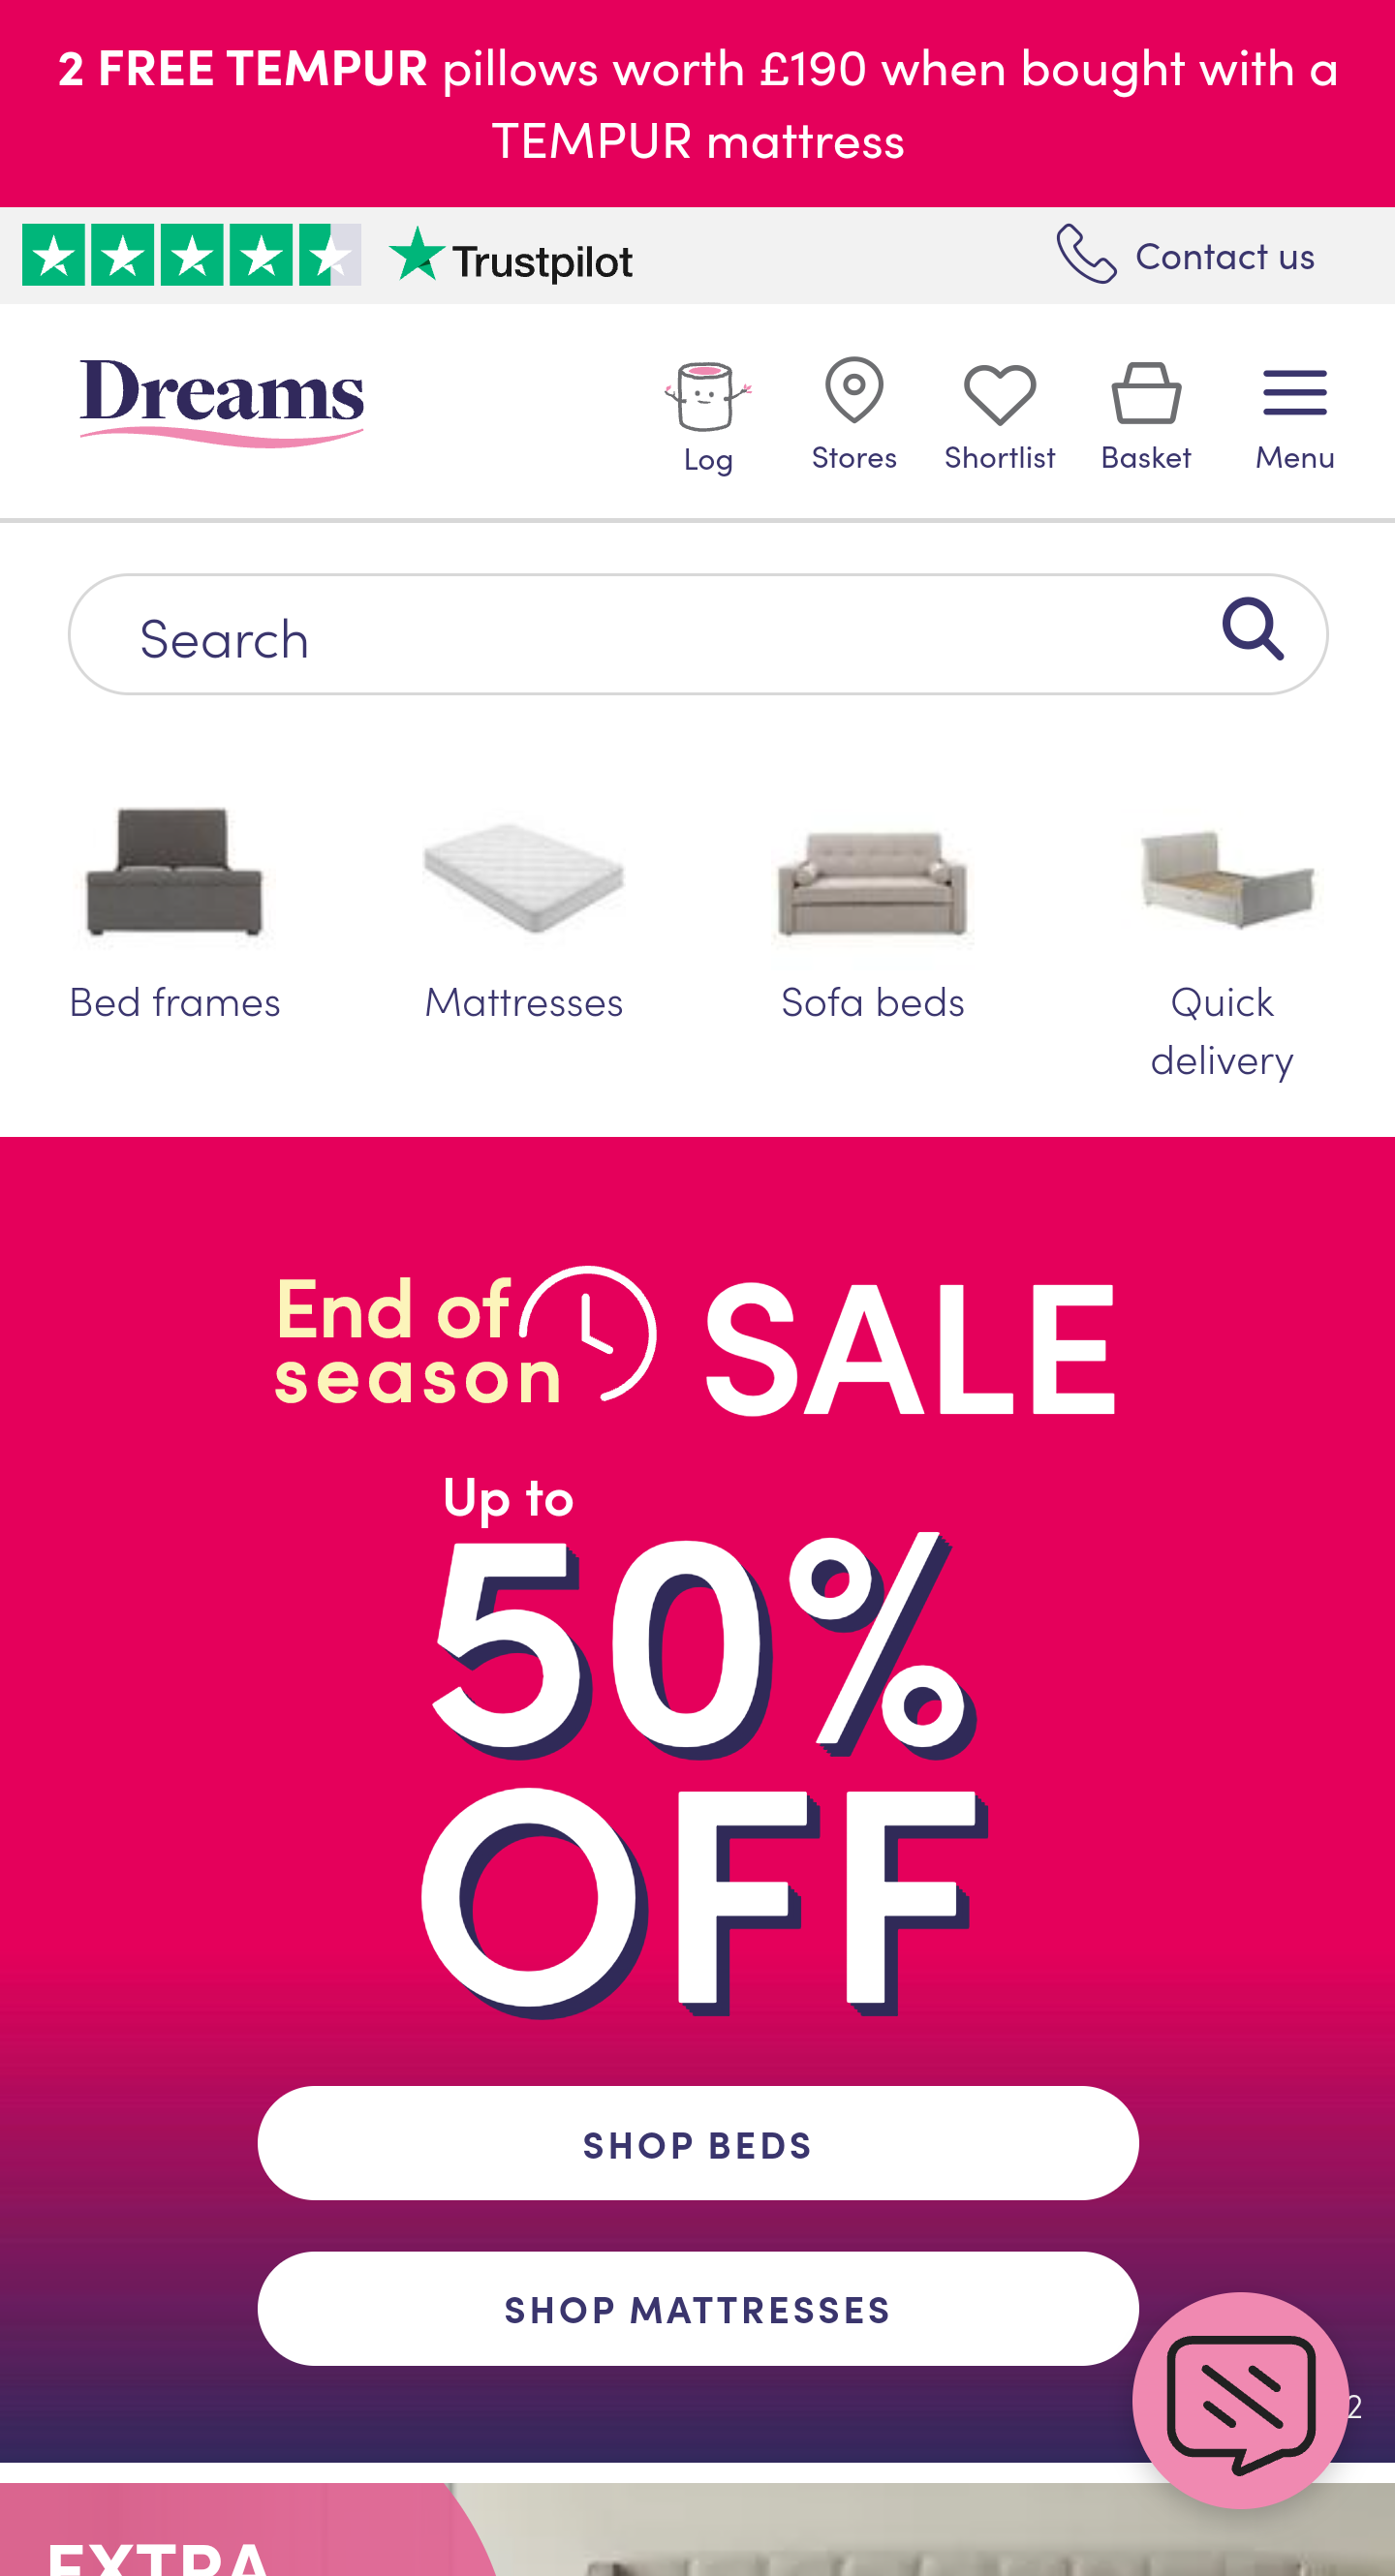 2 FREE TEMPUR pillows worth £190 when bought with a
TEMPUR mattress
Trustpilot
Contact us
Dreams
Log
Stores
Shortlist
Basket
Menu
Search
Bed frames
Mattresses
Sofa beds
Quick
delivery
End of
season
SALE
Up to
50%
OFF
SHOP BEDS
SHOP MATTRESSES
2
EXTRA